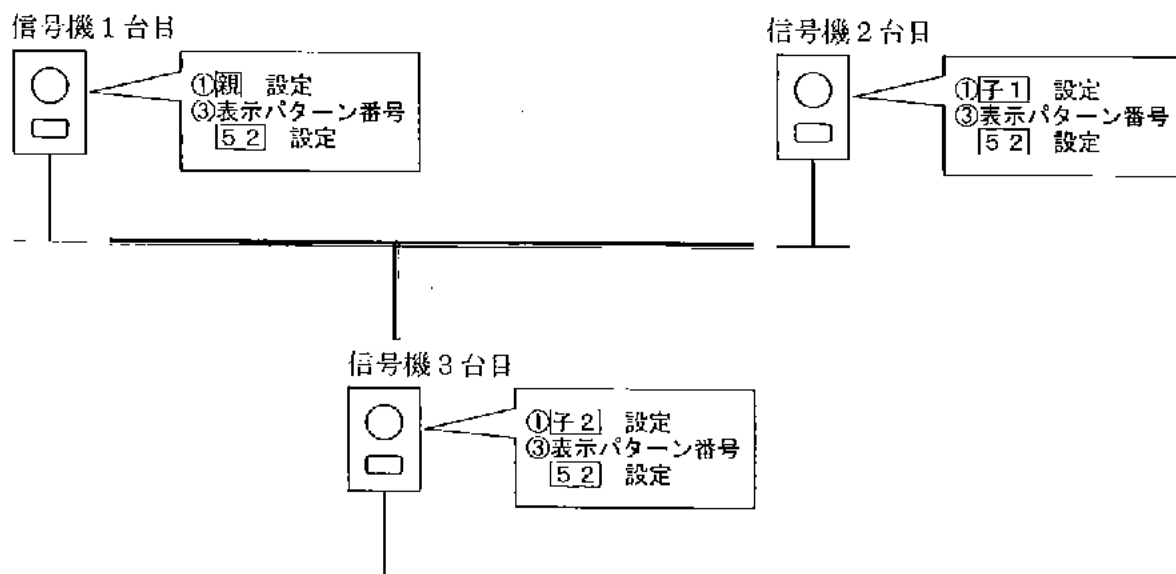 信号機1台目
①親 設定
③表示パターン番号
52 設定
信号機2台目
①子1 設定
③表示パターン番号
52 設定
信号機3台目
①子2 設定
③表示パターン番号
52 設定